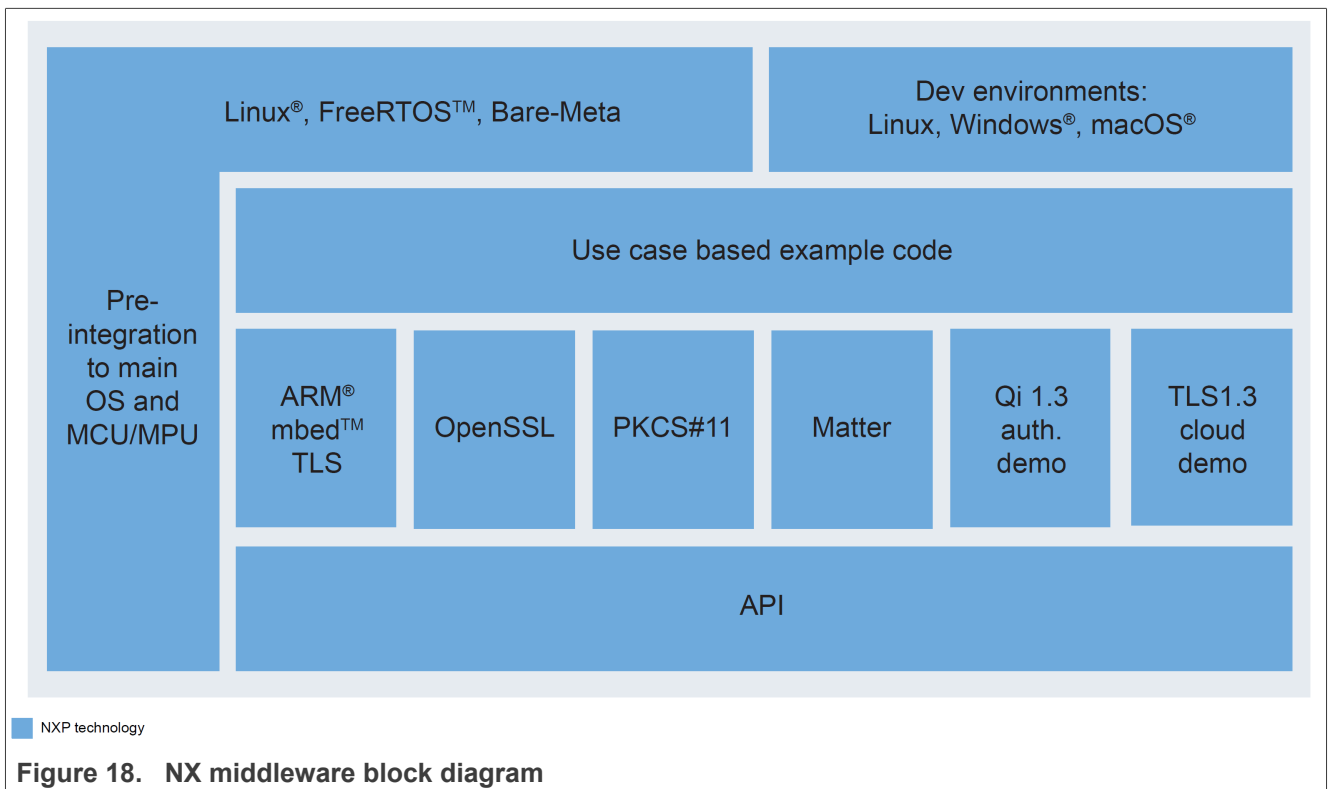 Linux®, FreeRTOS™, Bare-Meta
Dev environments:
Linux, Windows®, macOS®
Use case based example code
Pre-
integration
to main
OS and
MCU/MPU
ARM®
mbed™
TLS
OpenSSL
PKCS#11
Matter
Qi 1.3
auth.
demo
TLS1.3
cloud
demo
API
NXP technology
Figure 18. NX middleware block diagram